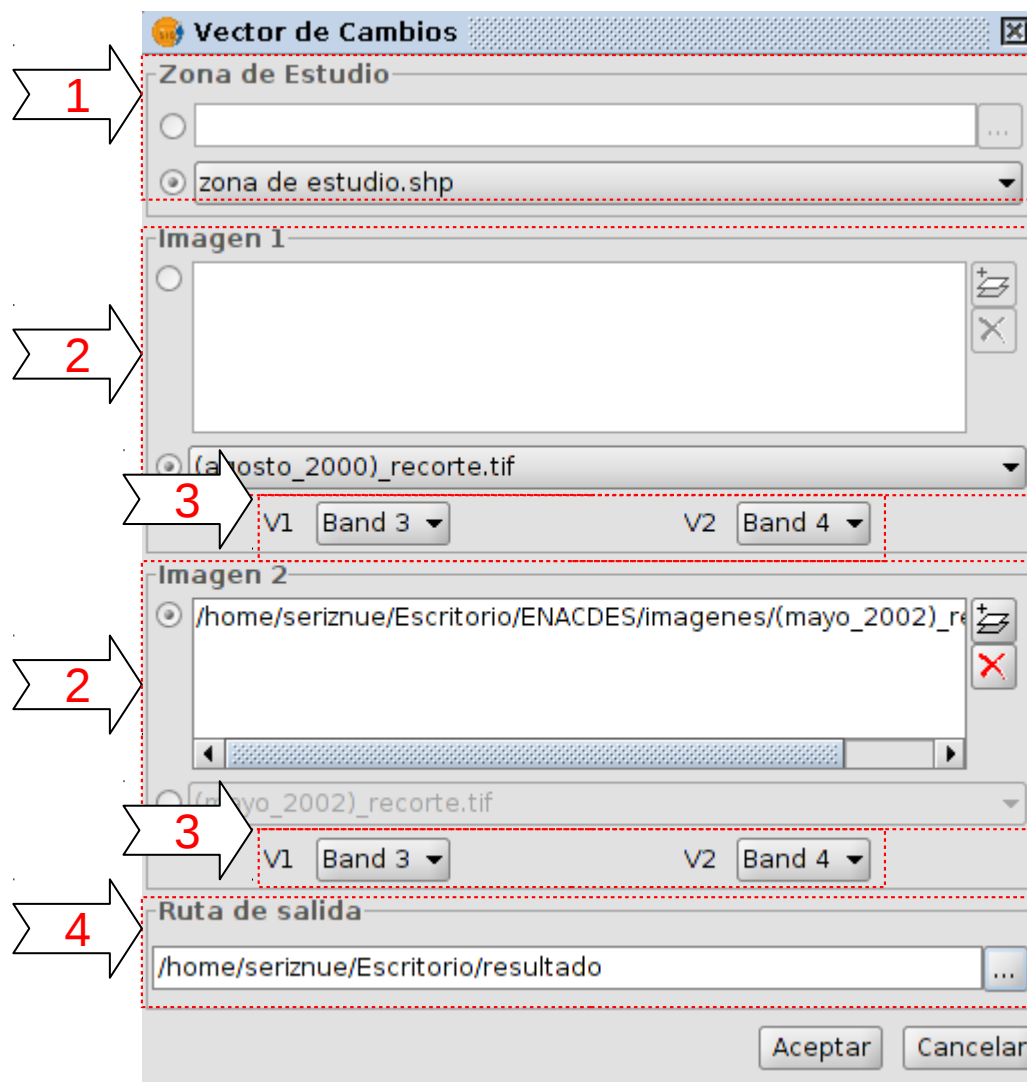 Vector de Cambios
1
Zona de Estudio
...
zona de estudio.shp
Imagen 1
2
(agosto_2000)_recorte.tif
3
V1 Band 3 V2 Band 4
Imagen 2
/home/seriznue/Escritorio/ENACDES/imagenes/(mayo_2002)_re
2
(mayo_2002)_recorte.tif
3
V1 Band 3 V2 Band 4
Ruta de salida
4
/home/seriznue/Escritorio/resultado ...
Aceptar Cancelar